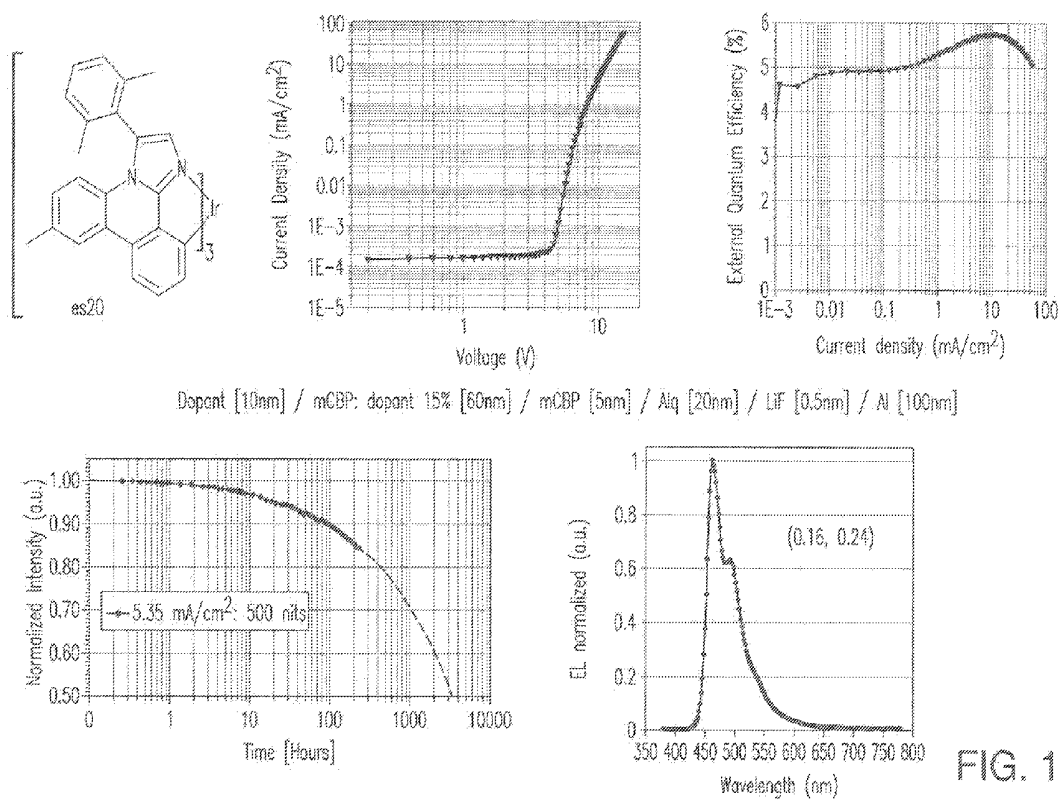 N
N
Ir
3
es20
100
10
1
0.1
0.01
1E-3
1E-4
1E-5
Current Density (mA/cm²)
1
10
Voltage (V)
6
5
4
3
2
1
0
External Quantum Efficiency (%)
1E-3 0.01 0.1 1 10 100
Current density (mA/cm²)
Dopant [10nm] / mCBP: dopant 15% [60nm] / mCBP [5nm] / Alq [20nm] / LiF [0.5nm] / Al [100nm]
1.00
0.90
0.80
0.70
0.60
0.50
Normalized Intensity (a.u.)
5.35 mA/cm²: 500 nits
0 1 10 100 1000 10000
Time [Hours]
1
0.8
0.6
0.4
0.2
0
EL normalized (a.u.)
(0.16, 0.24)
350 400 450 500 550 600 650 700 750 800
Wavelength (nm)
FIG. 1